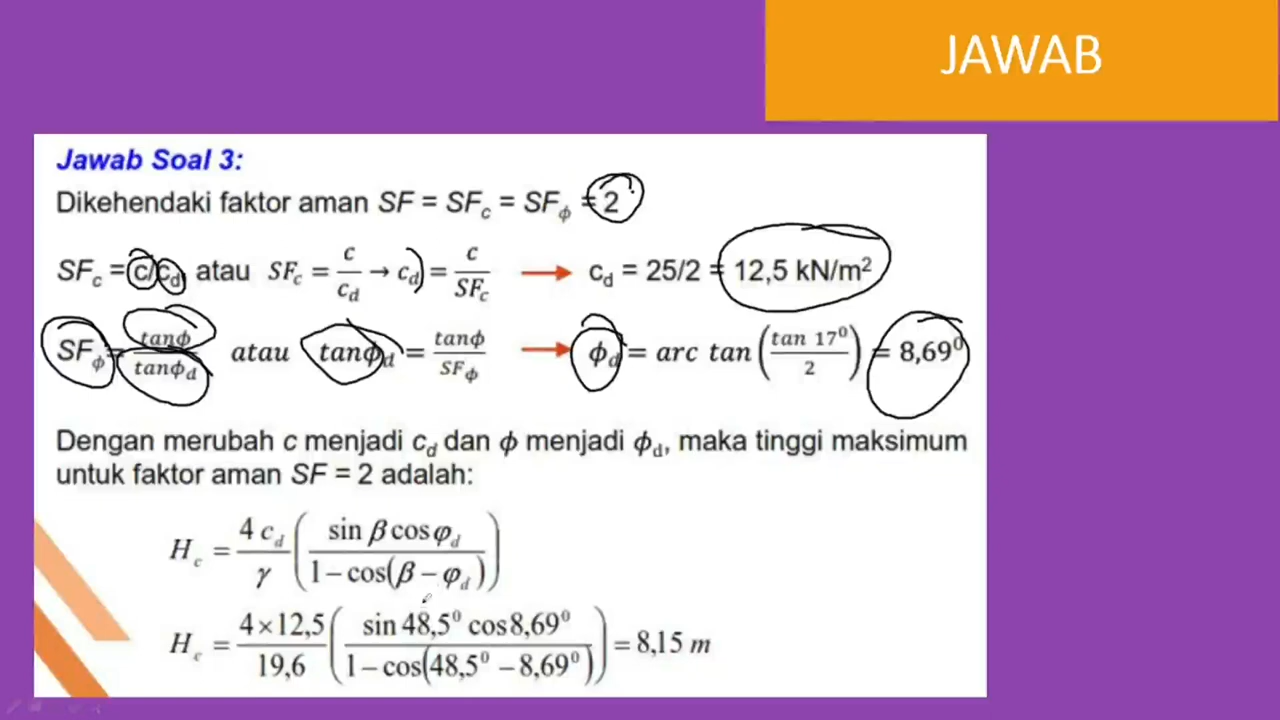 JAWAB
Jawab Soal 3:
Dikehendaki faktor aman SF = SF_c = SF_ϕ = 2
SF_c = c/c_d atau SF_c = c/c_d → c_d = c/SF_c → c_d = 25/2 = 12,5 kN/m²
SF_ϕ = tanϕ/tanϕ_d atau tanϕ_d = tanϕ/SF_ϕ → ϕ_d = arc tan(tan 17⁰/2) = 8,69⁰
Dengan merubah c menjadi c_d dan ϕ menjadi ϕ_d, maka tinggi maksimum
untuk faktor aman SF = 2 adalah:
H_c = 4 c_d/γ (sin β cos φ_d / 1 – cos(β – φ_d))
H_c = 4×12,5/19,6 (sin 48,5⁰ cos 8,69⁰ / 1 – cos(48,5⁰ – 8,69⁰)) = 8,15 m